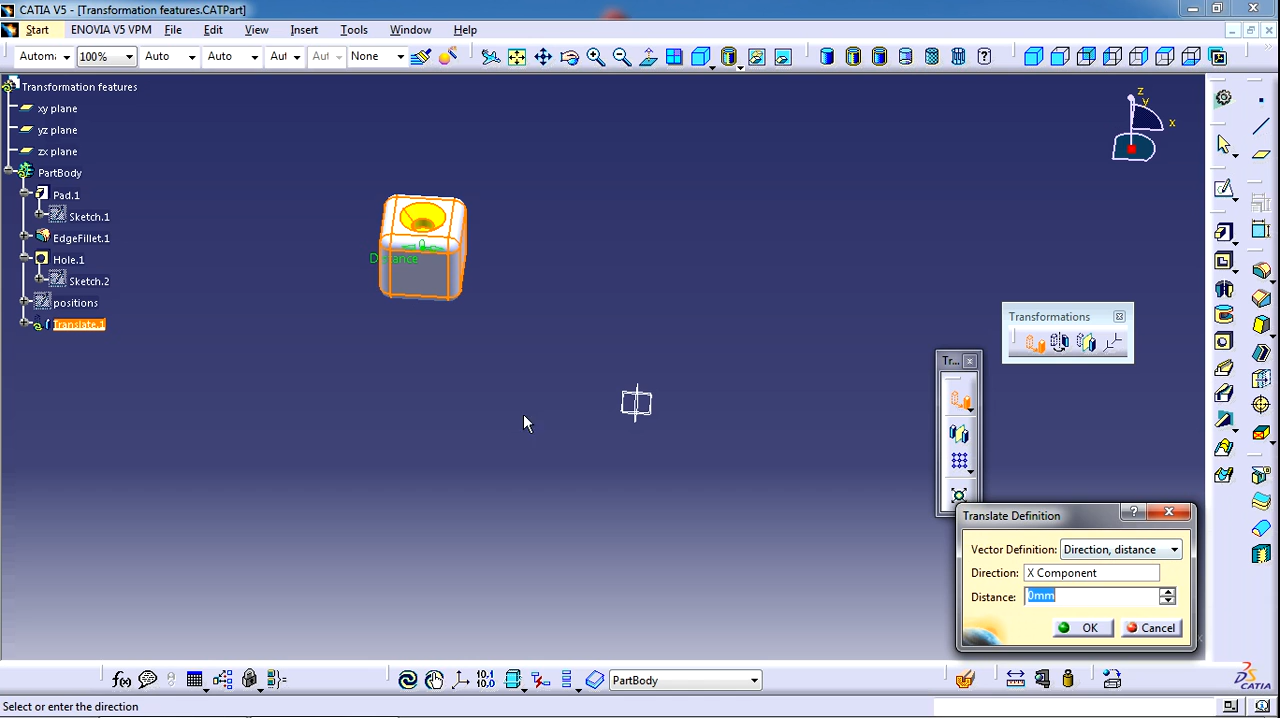 CATIA V5 - [Transformation features.CATPart]
Start ENOVIA V5 VPM File Edit View Insert Tools Window Help
Autom: 100% Auto Auto Aut Aut None
Transformation features
xy plane
yz plane
zx plane
PartBody
Pad.1
Sketch.1
EdgeFillet.1
Hole.1
Sketch.2
positions
Translate.1
Distance
z
y
x
Transformations
Tr...
Translate Definition
Vector Definition: Direction, distance
Direction: X Component
Distance: 0mm
OK Cancel
PartBody
CATIA
Select or enter the direction